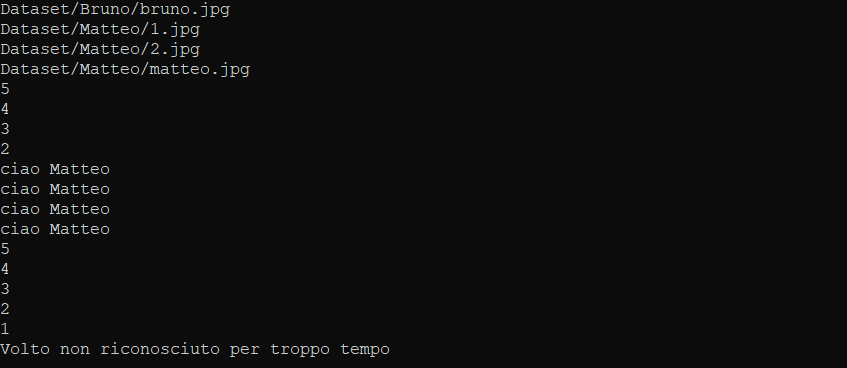 Dataset/Bruno/bruno.jpg
Dataset/Matteo/1.jpg
Dataset/Matteo/2.jpg
Dataset/Matteo/matteo.jpg
5
4
3
2
ciao Matteo
ciao Matteo
ciao Matteo
ciao Matteo
5
4
3
2
1
Volto non riconosciuto per troppo tempo